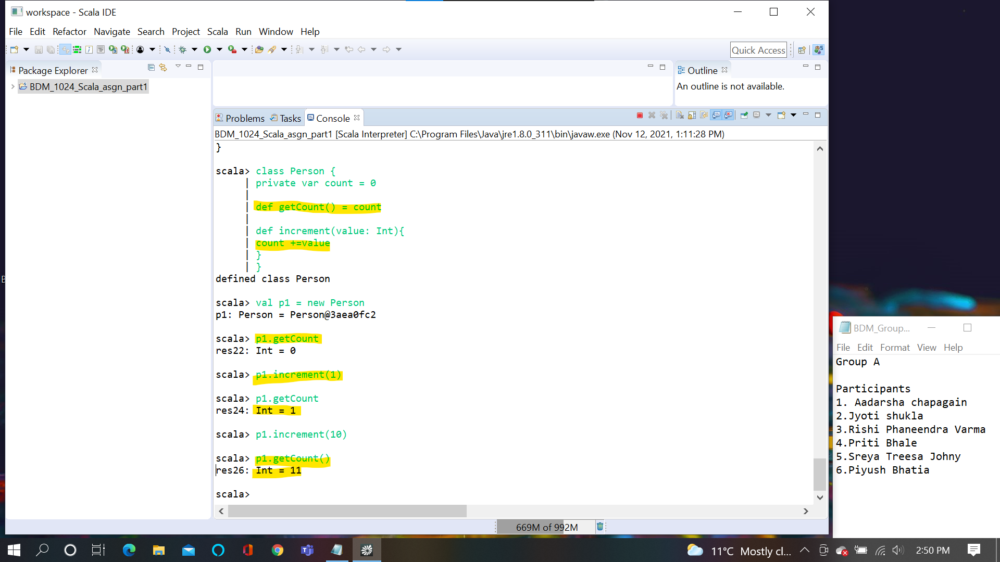 workspace - Scala IDE
File Edit Refactor Navigate Search Project Scala Run Window Help
Quick Access
Package Explorer
BDM_1024_Scala_asgn_part1
Outline
An outline is not available.
Problems Tasks Console
BDM_1024_Scala_asgn_part1 [Scala Interpreter] C:\Program Files\Java\jre1.8.0_311\bin\javaw.exe (Nov 12, 2021, 1:11:28 PM)
}
scala> class Person {
| private var count = 0
|
| def getCount() = count
|
| def increment(value: Int){
| count +=value
| }
| }
defined class Person
scala> val p1 = new Person
p1: Person = Person@3aea0fc2
scala> p1.getCount
res22: Int = 0
scala> p1.increment(1)
scala> p1.getCount
res24: Int = 1
scala> p1.increment(10)
scala> p1.getCount()
res26: Int = 11
scala>
669M of 992M
BDM_Group...
File Edit Format View Help
Group A
Participants
1. Aadarsha chapagain
2.Jyoti shukla
3.Rishi Phaneendra Varma
4.Priti Bhale
5.Sreya Treesa Johny
6.Piyush Bhatia
11°C Mostly cl...
2:50 PM